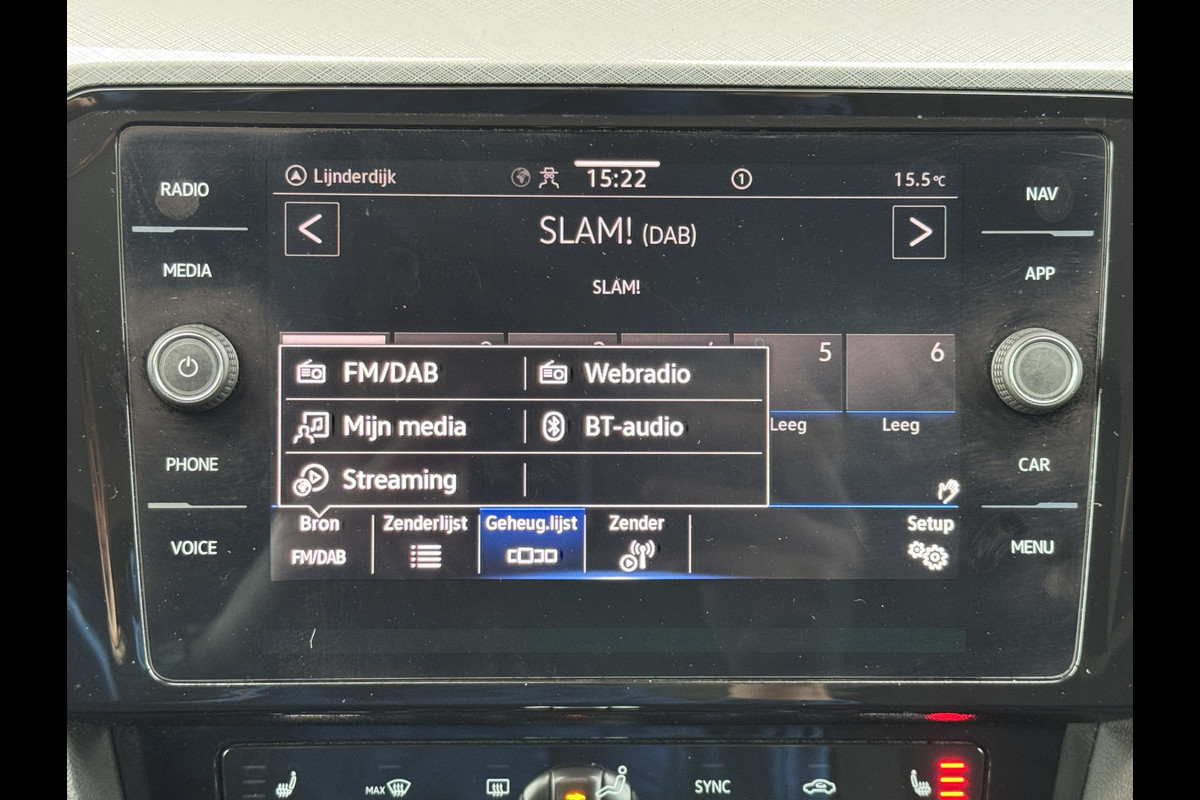 RADIO
MEDIA
PHONE
VOICE
Lijnderdijk
15:22
1
15.5°C
<
SLAM! (DAB)
>
SLAM!
5
6
Leeg
Leeg
FM/DAB
Webradio
Mijn media
BT-audio
Streaming
Bron
FM/DAB
Zenderlijst
Geheug.lijst
Zender
Setup
NAV
APP
CAR
MENU
MAX
SYNC